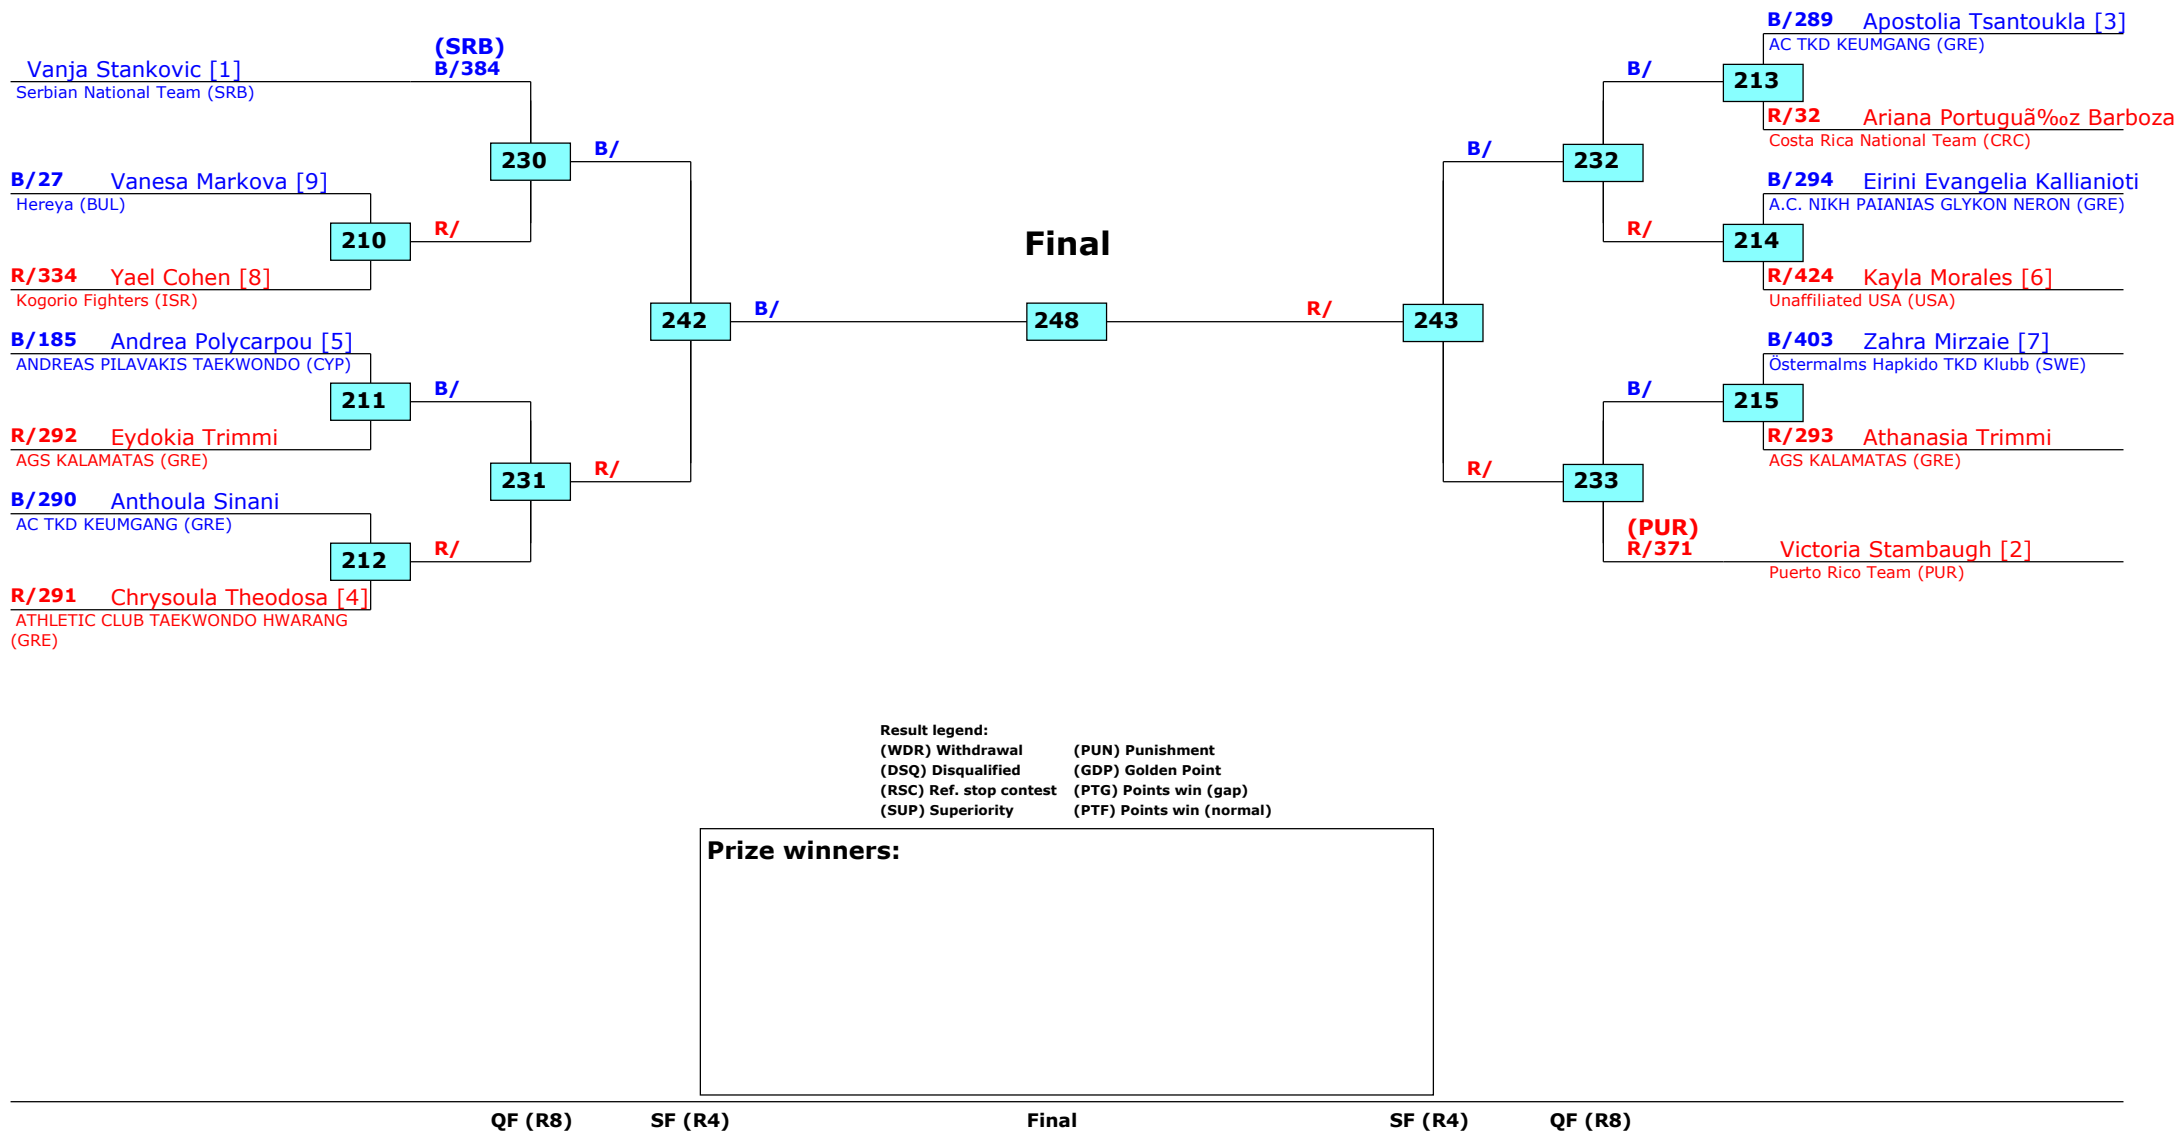 (SRB)
Vanja Stankovic [1] B/384
Serbian National Team (SRB)
230
B/
B/27 Vanesa Markova [9]
Hereya (BUL)
210
R/
R/334 Yael Cohen [8]
Kogorio Fighters (ISR)
242
B/
B/185 Andrea Polycarpou [5]
ANDREAS PILAVAKIS TAEKWONDO (CYP)
211
B/
R/292 Eydokia Trimmi
AGS KALAMATAS (GRE)
231
R/
B/290 Anthoula Sinani
AC TKD KEUMGANG (GRE)
212
R/
R/291 Chrysoula Theodosa [4]
ATHLETIC CLUB TAEKWONDO HWARANG
(GRE)
Final
248
B/289 Apostolia Tsantoukla [3]
AC TKD KEUMGANG (GRE)
B/
213
R/32 Ariana Portuguã‰z Barboza
Costa Rica National Team (CRC)
B/
232
B/294 Eirini Evangelia Kallianioti
A.C. NIKH PAIANIAS GLYKON NERON (GRE)
R/
214
R/424 Kayla Morales [6]
Unaffiliated USA (USA)
R/
243
B/403 Zahra Mirzaie [7]
Östermalms Hapkido TKD Klubb (SWE)
B/
215
R/293 Athanasia Trimmi
AGS KALAMATAS (GRE)
R/
233
(PUR)
R/371 Victoria Stambaugh [2]
Puerto Rico Team (PUR)
Result legend:
(WDR) Withdrawal (PUN) Punishment
(DSQ) Disqualified (GDP) Golden Point
(RSC) Ref. stop contest (PTG) Points win (gap)
(SUP) Superiority (PTF) Points win (normal)
Prize winners:
QF (R8) SF (R4) Final SF (R4) QF (R8)